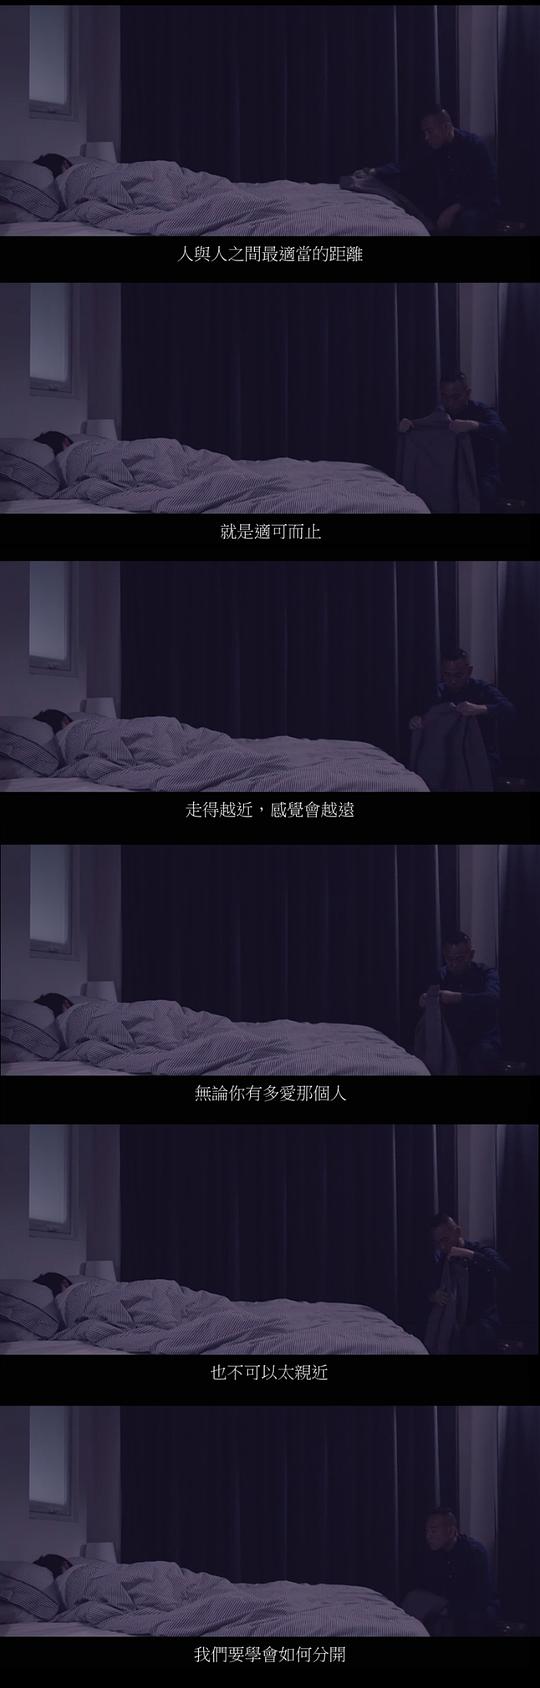 人與人之間最適當的距離
就是適可而止
走得越近，感覺會越遠
無論你有多愛那個人
也不可以太親近
我們要學會如何分開